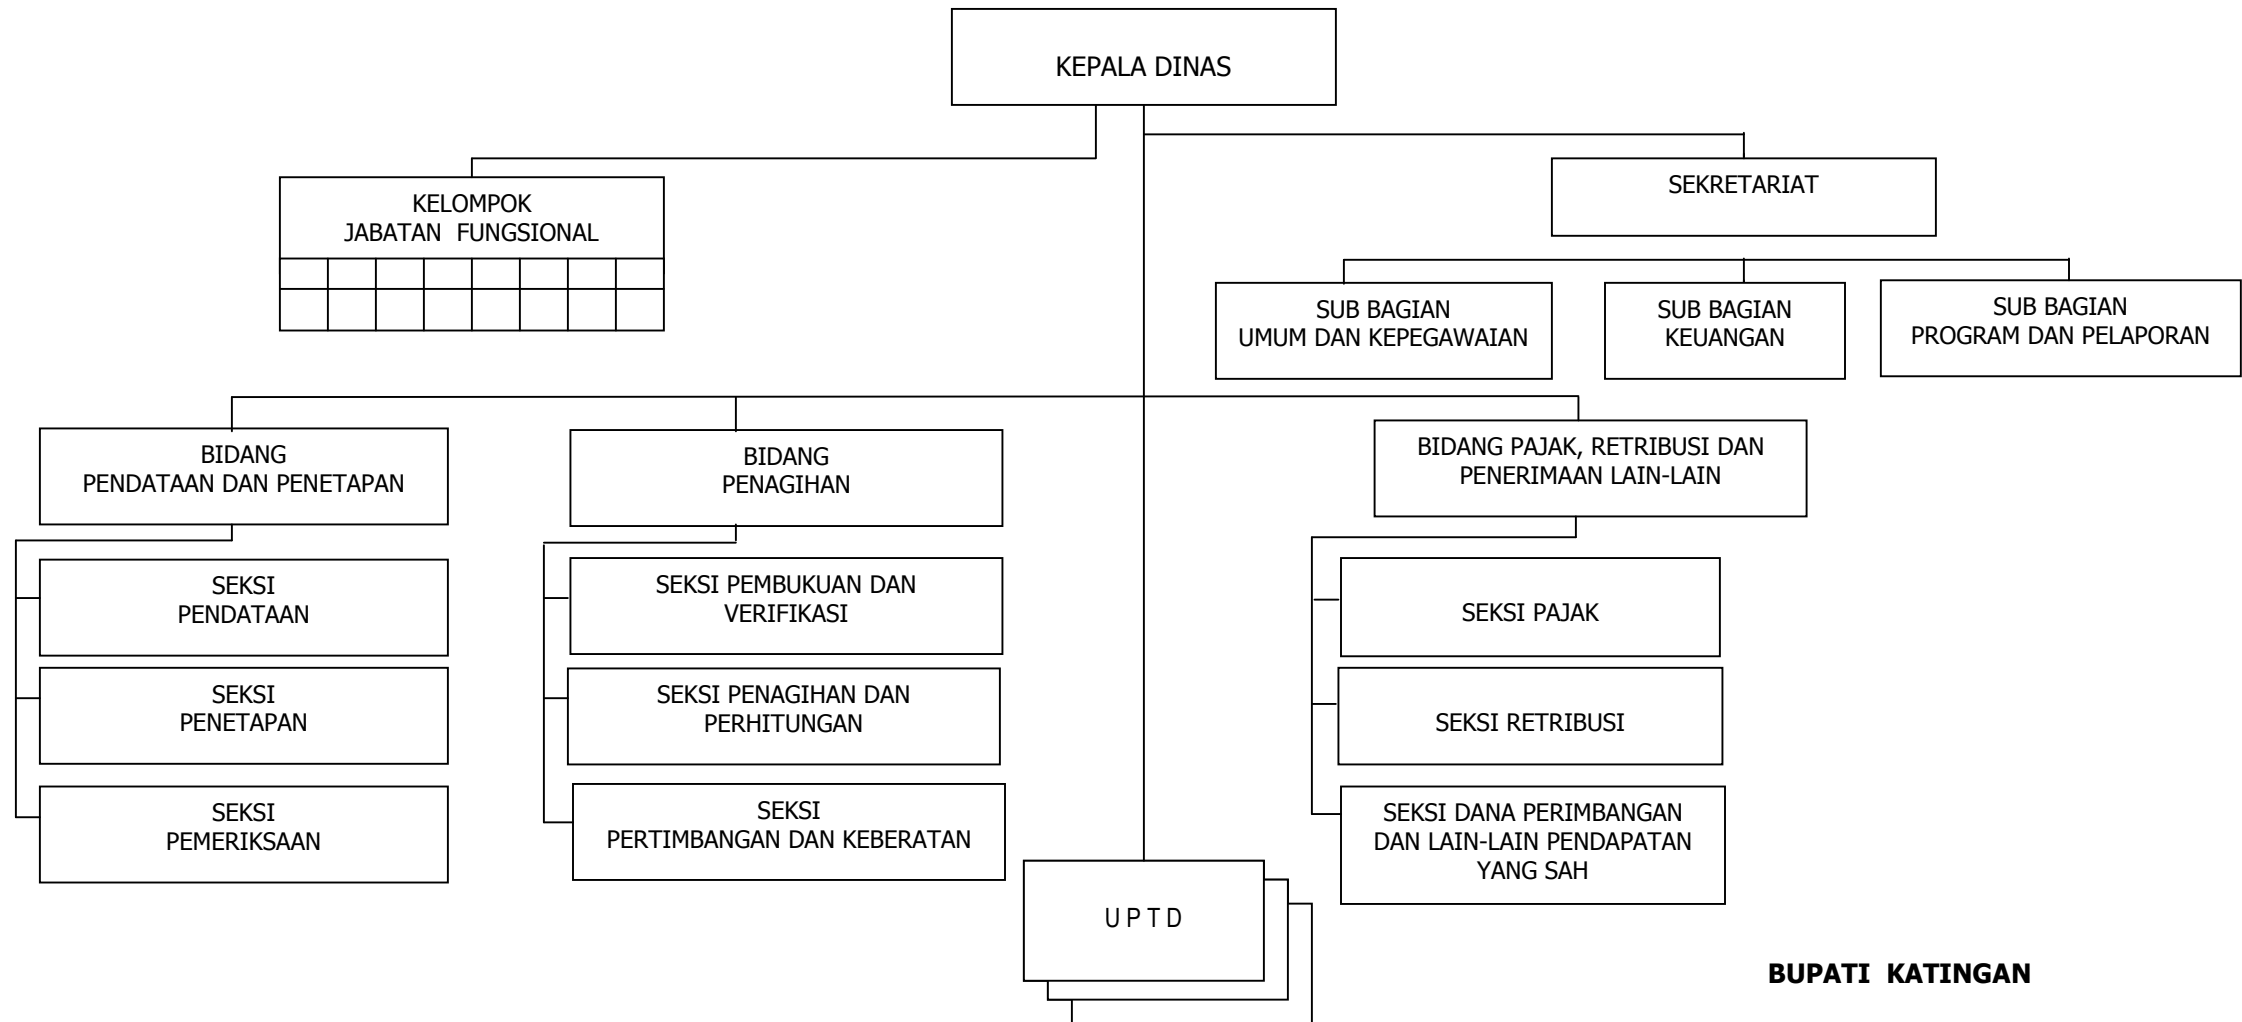 KEPALA DINAS
KELOMPOK
JABATAN FUNGSIONAL
SEKRETARIAT
SUB BAGIAN
UMUM DAN KEPEGAWAIAN
SUB BAGIAN
KEUANGAN
SUB BAGIAN
PROGRAM DAN PELAPORAN
BIDANG
PENDATAAN DAN PENETAPAN
BIDANG
PENAGIHAN
BIDANG PAJAK, RETRIBUSI DAN
PENERIMAAN LAIN-LAIN
SEKSI
PENDATAAN
SEKSI
PENETAPAN
SEKSI
PEMERIKSAAN
SEKSI PEMBUKUAN DAN
VERIFIKASI
SEKSI PENAGIHAN DAN
PERHITUNGAN
SEKSI
PERTIMBANGAN DAN KEBERATAN
SEKSI PAJAK
SEKSI RETRIBUSI
SEKSI DANA PERIMBANGAN
DAN LAIN-LAIN PENDAPATAN
YANG SAH
U P T D
BUPATI KATINGAN